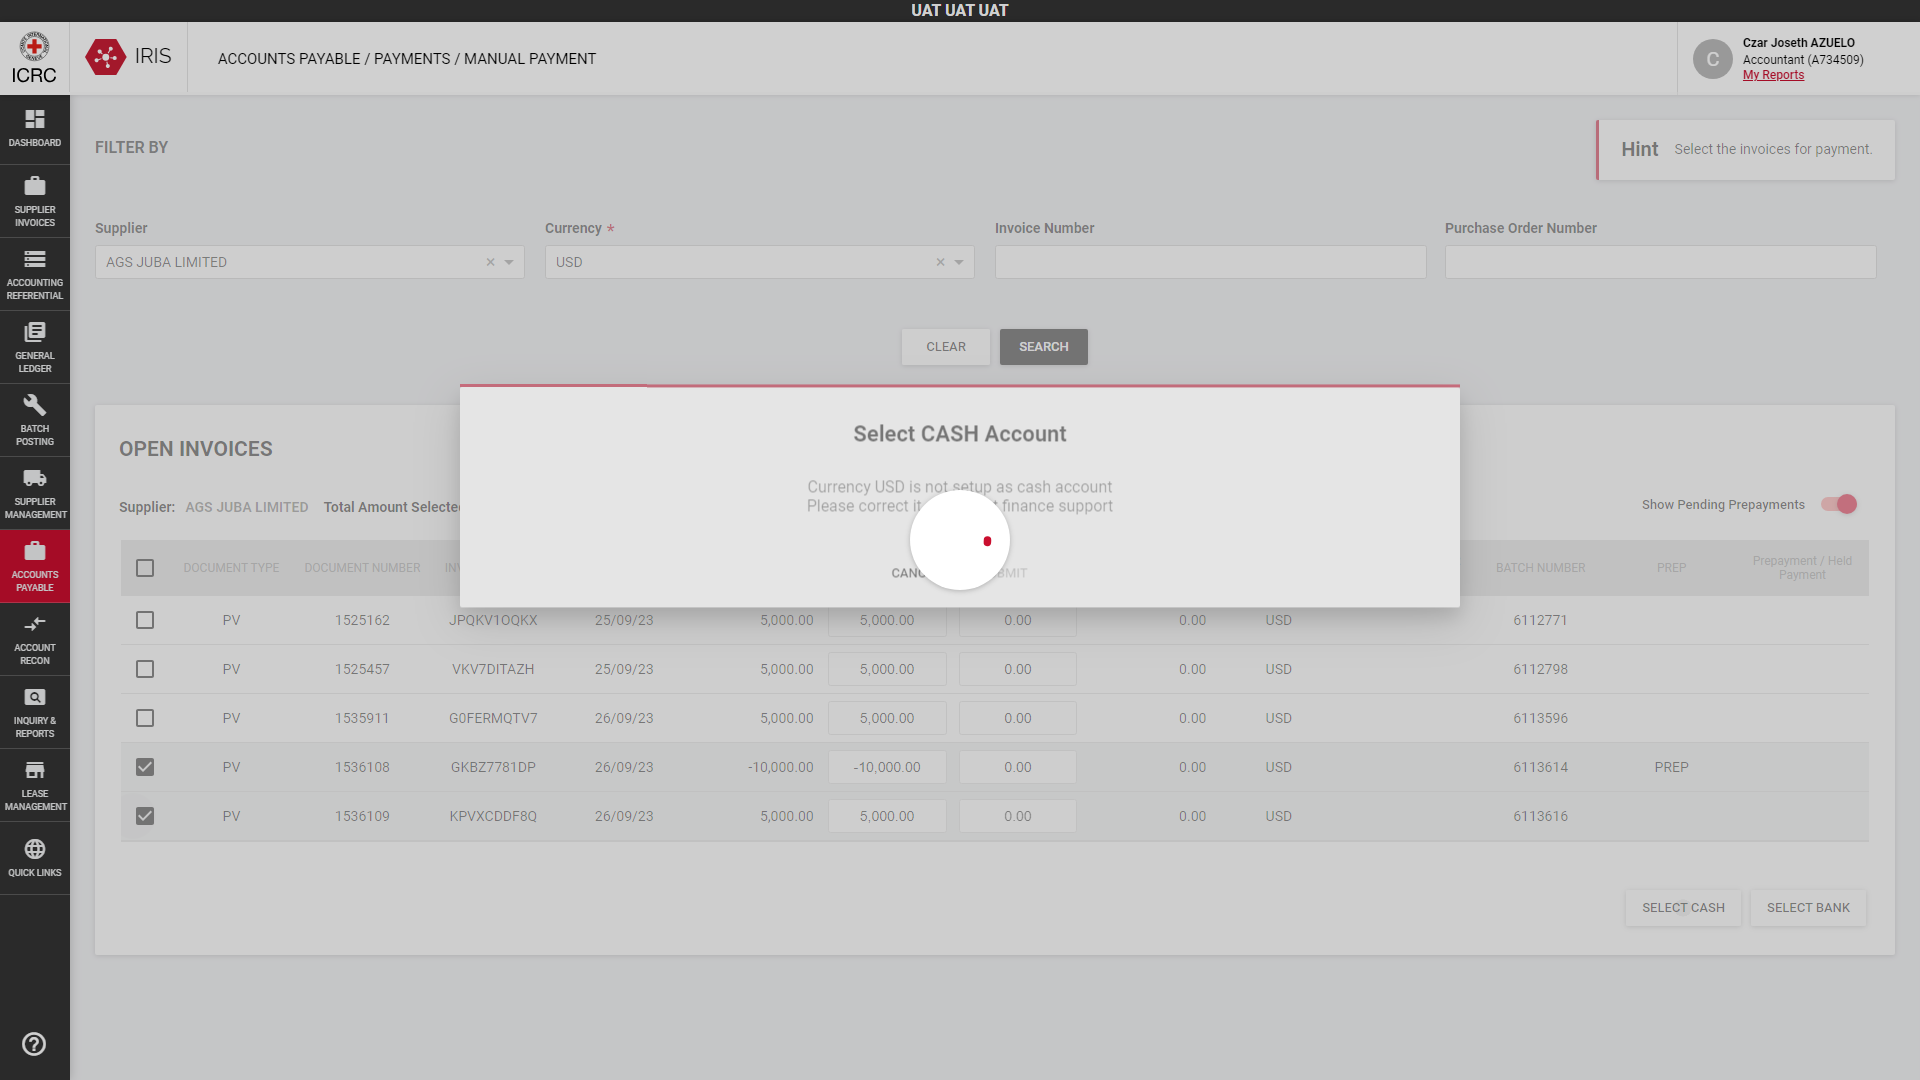 UAT UAT UAT
ICRC
IRIS
ACCOUNTS PAYABLE / PAYMENTS / MANUAL PAYMENT
C
Czar Joseth AZUELO
Accountant (A734509)
My Reports
DASHBOARD
SUPPLIER
INVOICES
ACCOUNTING
REFERENTIAL
GENERAL
LEDGER
BATCH
POSTING
SUPPLIER
MANAGEMENT
ACCOUNTS
PAYABLE
ACCOUNT
RECON
INQUIRY &
REPORTS
LEASE
MANAGEMENT
QUICK LINKS
FILTER BY
Hint Select the invoices for payment.
Supplier Currency * Invoice Number Purchase Order Number
AGS JUBA LIMITED USD
CLEAR SEARCH
Select CASH Account
Currency USD is not setup as cash account
Please correct it finance support
OPEN INVOICES
Supplier: AGS JUBA LIMITED Total Amount Selected
Show Pending Prepayments
DOCUMENT TYPE DOCUMENT NUMBER BATCH NUMBER PREP Prepayment / Held
Payment
PV 1525162 JPQKV1OQKX 25/09/23 5,000.00 5,000.00 0.00 0.00 USD 6112771
PV 1525457 VKV7DITAZH 25/09/23 5,000.00 5,000.00 0.00 0.00 USD 6112798
PV 1535911 G0FERMQTV7 26/09/23 5,000.00 5,000.00 0.00 0.00 USD 6113596
PV 1536108 GKBZ7781DP 26/09/23 -10,000.00 -10,000.00 0.00 0.00 USD 6113614 PREP
PV 1536109 KPVXCDDF8Q 26/09/23 5,000.00 5,000.00 0.00 0.00 USD 6113616
SELECT CASH SELECT BANK